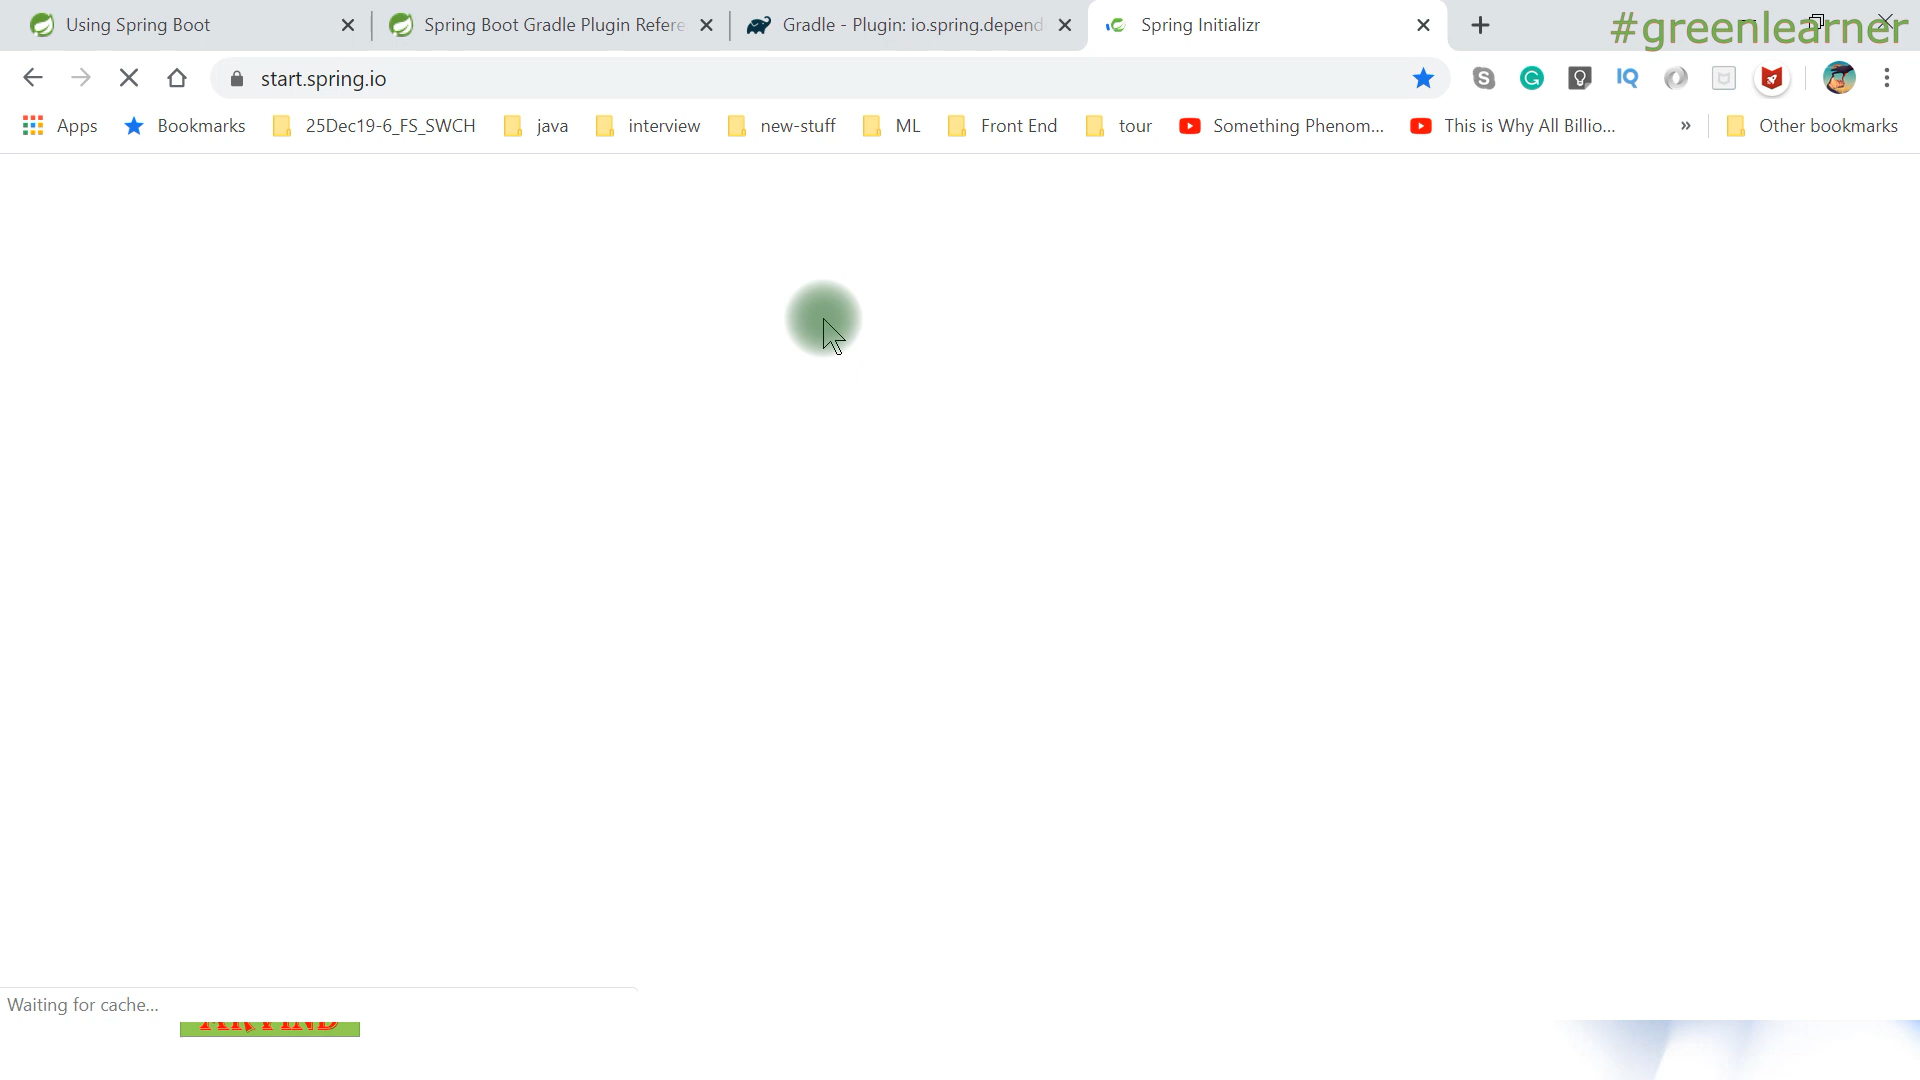 Using Spring Boot
Spring Boot Gradle Plugin Refere
Gradle - Plugin: io.spring.depend
Spring Initializr
#greenlearner
start.spring.io
IQ
Apps
Bookmarks
25Dec19-6_FS_SWCH
java
interview
new-stuff
ML
Front End
tour
Something Phenom...
This is Why All Billio...
»
Other bookmarks
Waiting for cache...